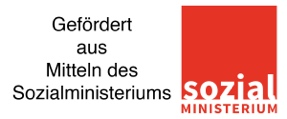 Gefördert
aus
Mitteln des
Sozialministeriums
sozial
MINISTERIUM